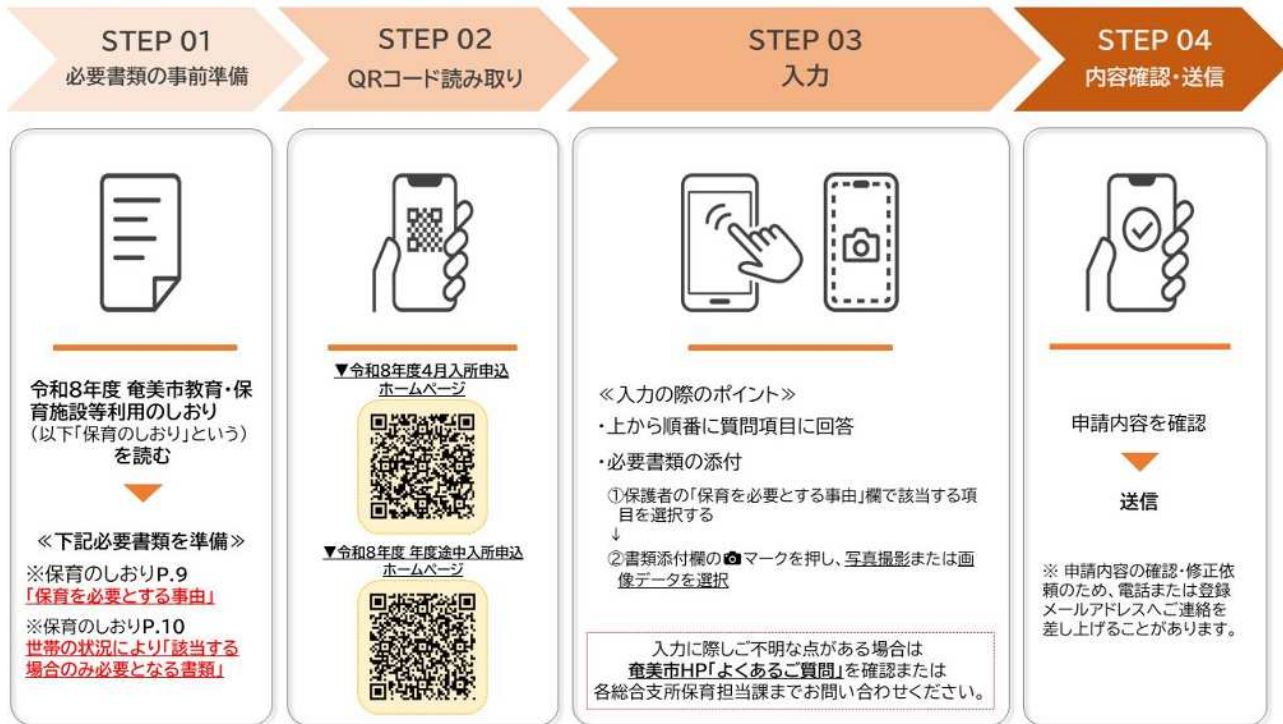 STEP 01
必要書類の事前準備
STEP 02
QRコード読み取り
STEP 03
入力
STEP 04
内容確認・送信
令和8年度 奄美市教育・保
育施設等利用のしおり
（以下「保育のしおり」という）
を読む
≪下記必要書類を準備≫
※保育のしおりP.9
「保育を必要とする事由」
※保育のしおりP.10
世帯の状況により「該当する
場合のみ必要となる書類」
▼令和8年度4月入所申込
ホームページ
▼令和8年度 年度途中入所申込
ホームページ
≪入力の際のポイント≫
・上から順番に質問項目に回答
・必要書類の添付
①保護者の「保育を必要とする事由」欄で該当する項
目を選択する
↓
②書類添付欄の📷マークを押し、写真撮影または画
像データを選択
入力に際しご不明な点がある場合は
奄美市HP「よくあるご質問」を確認または
各総合支所保育担当課までお問い合わせください。
申請内容を確認
送信
※ 申請内容の確認・修正依
頼のため、電話または登録
メールアドレスへご連絡を
差し上げることがあります。